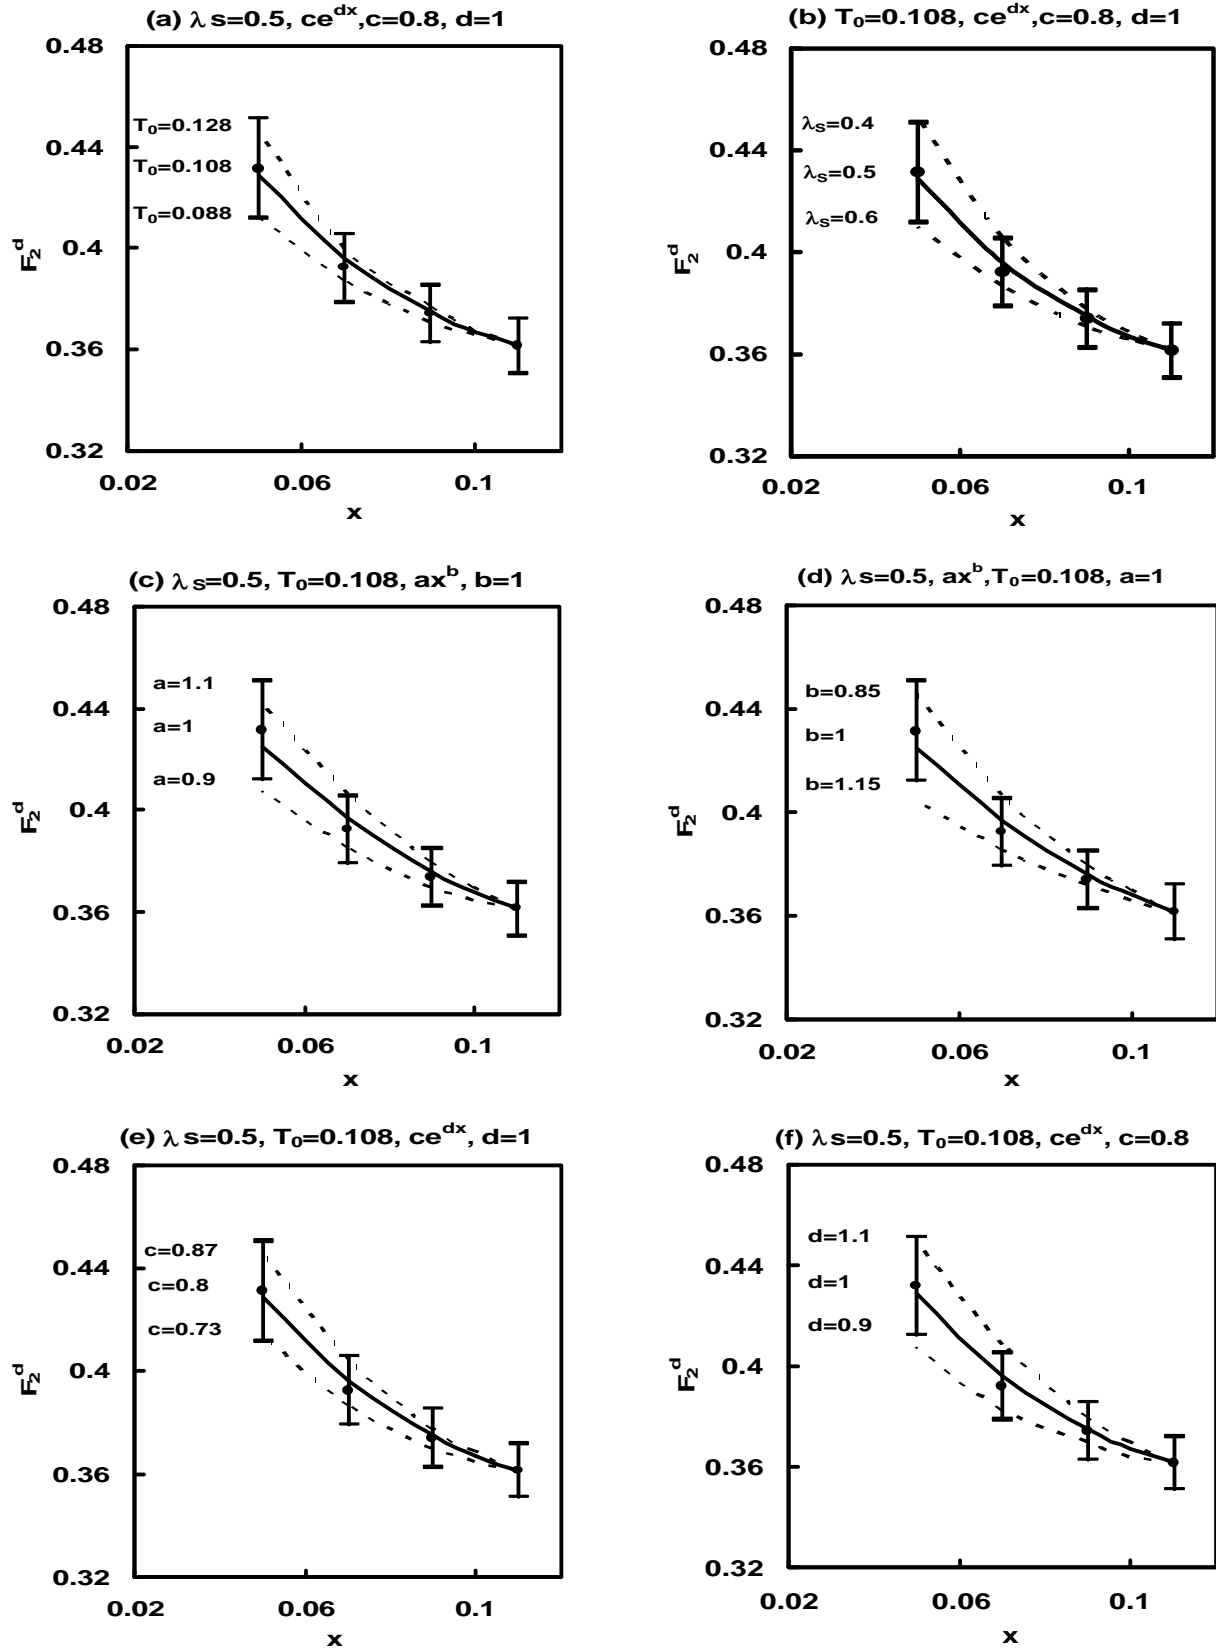 (a) λ s=0.5, ce^dx,c=0.8, d=1
0.48
0.44
0.4
0.36
0.32
F₂^d
T₀=0.128
T₀=0.108
T₀=0.088
0.02 0.06 0.1
x
(b) T₀=0.108, ce^dx,c=0.8, d=1
0.48
0.44
0.4
0.36
0.32
F₂^d
λs=0.4
λs=0.5
λs=0.6
0.02 0.06 0.1
x
(c) λ s=0.5, T₀=0.108, ax^b, b=1
0.48
0.44
0.4
0.36
0.32
F₂^d
a=1.1
a=1
a=0.9
0.02 0.06 0.1
x
(d) λ s=0.5, ax^b,T₀=0.108, a=1
0.48
0.44
0.4
0.36
0.32
F₂^d
b=0.85
b=1
b=1.15
0.02 0.06 0.1
x
(e) λ s=0.5, T₀=0.108, ce^dx, d=1
0.48
0.44
0.4
0.36
0.32
F₂^d
c=0.87
c=0.8
c=0.73
0.02 0.06 0.1
x
(f) λ s=0.5, T₀=0.108, ce^dx, c=0.8
0.48
0.44
0.4
0.36
0.32
F₂^d
d=1.1
d=1
d=0.9
0.02 0.06 0.1
x